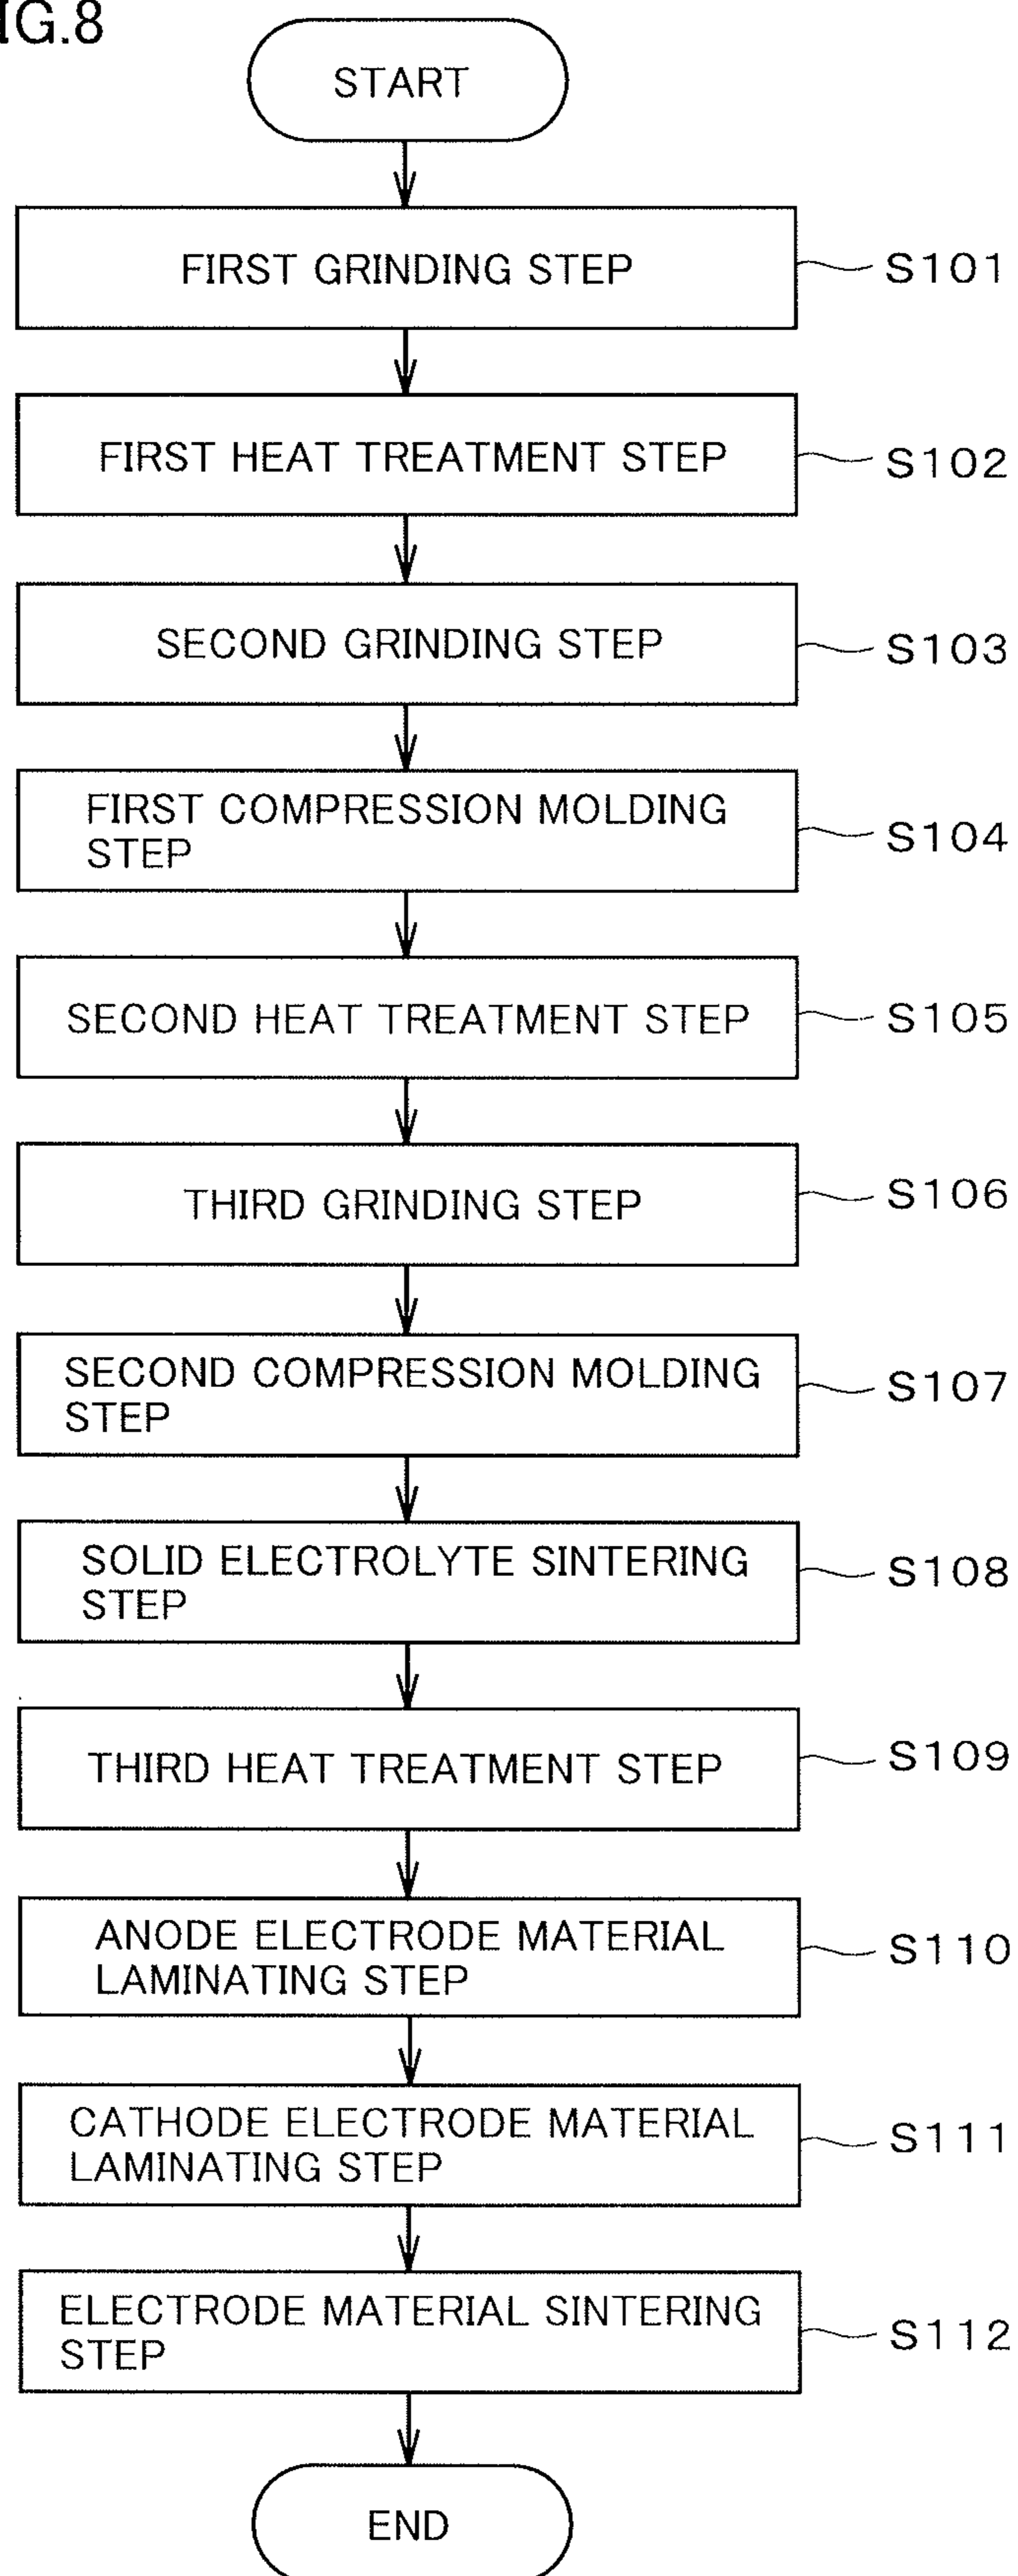 IG.8
START
FIRST GRINDING STEP
S101
FIRST HEAT TREATMENT STEP
S102
SECOND GRINDING STEP
S103
FIRST COMPRESSION MOLDING
STEP
S104
SECOND HEAT TREATMENT STEP
S105
THIRD GRINDING STEP
S106
SECOND COMPRESSION MOLDING
STEP
S107
SOLID ELECTROLYTE SINTERING
STEP
S108
THIRD HEAT TREATMENT STEP
S109
ANODE ELECTRODE MATERIAL
LAMINATING STEP
S110
CATHODE ELECTRODE MATERIAL
LAMINATING STEP
S111
ELECTRODE MATERIAL SINTERING
STEP
S112
END